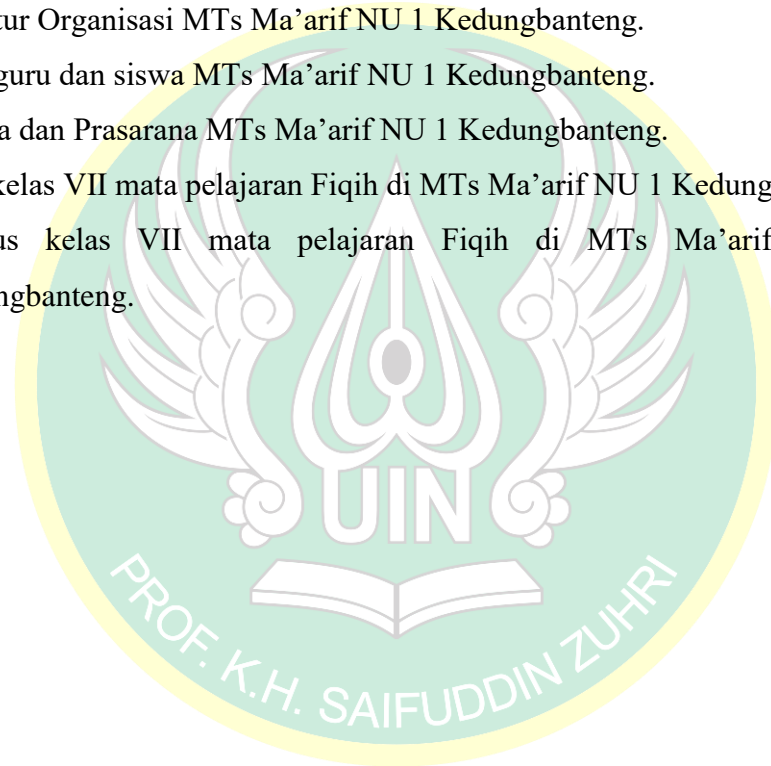 tur Organisasi MTs Ma’arif NU 1 Kedungbanteng.
guru dan siswa MTs Ma’arif NU 1 Kedungbanteng.
a dan Prasarana MTs Ma’arif NU 1 Kedungbanteng.
kelas VII mata pelajaran Fiqih di MTs Ma’arif NU 1 Kedung
us kelas VII mata pelajaran Fiqih di MTs Ma’arif
ngbanteng.
UIN
PROF. K.H. SAIFUDDIN ZUHRI